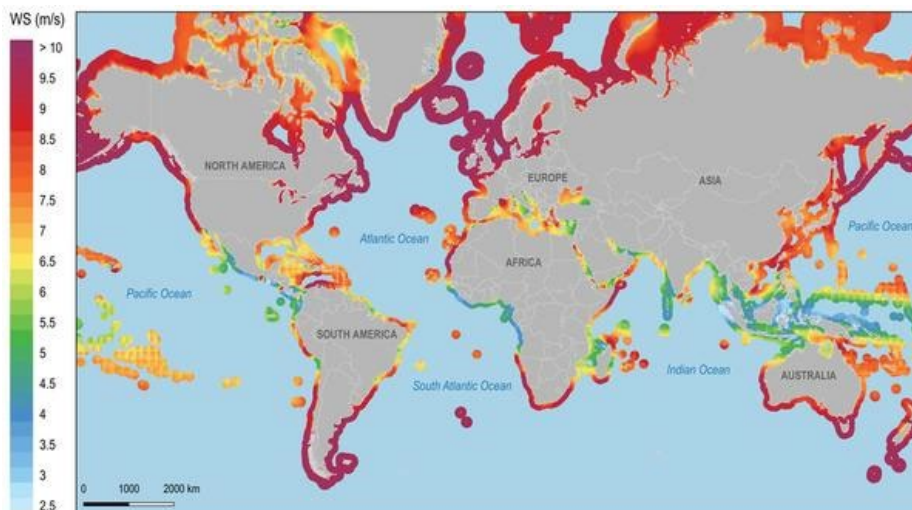 WS (m/s)
> 10
9.5
9
8.5
8
7.5
7
6.5
6
5.5
5
4.5
4
3.5
3
2.5
NORTH AMERICA
EUROPE
ASIA
Atlantic Ocean
Pacific Ocean
AFRICA
Pacific Ocean
SOUTH AMERICA
South Atlantic Ocean
Indian Ocean
AUSTRALIA
0 1000 2000 km